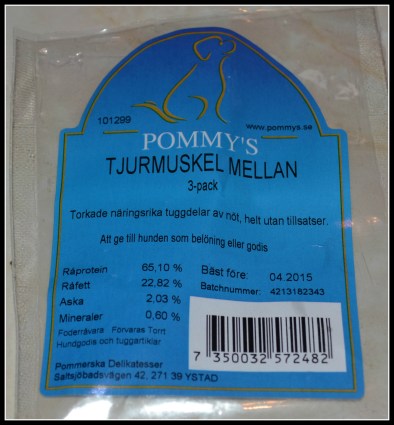 101299
www.pommys.se
POMMY'S
TJURMUSKEL MELLAN
3-pack
Torkade näringsrika tuggdelar av nöt, helt utan tillsatser.
Att ge till hunden som belöning eller godis
Råprotein 65,10 % Bäst före: 04.2015
Råfett 22,82 % Batchnummer: 4213182343
Aska 2,03 %
Mineraler 0,60 %
Foderråvara Förvaras Torrt
Hundgodis och tuggartiklar
Pommerska Delikatesser
Saltsjöbadsvägen 42, 271 39 YSTAD
7 350032 572482